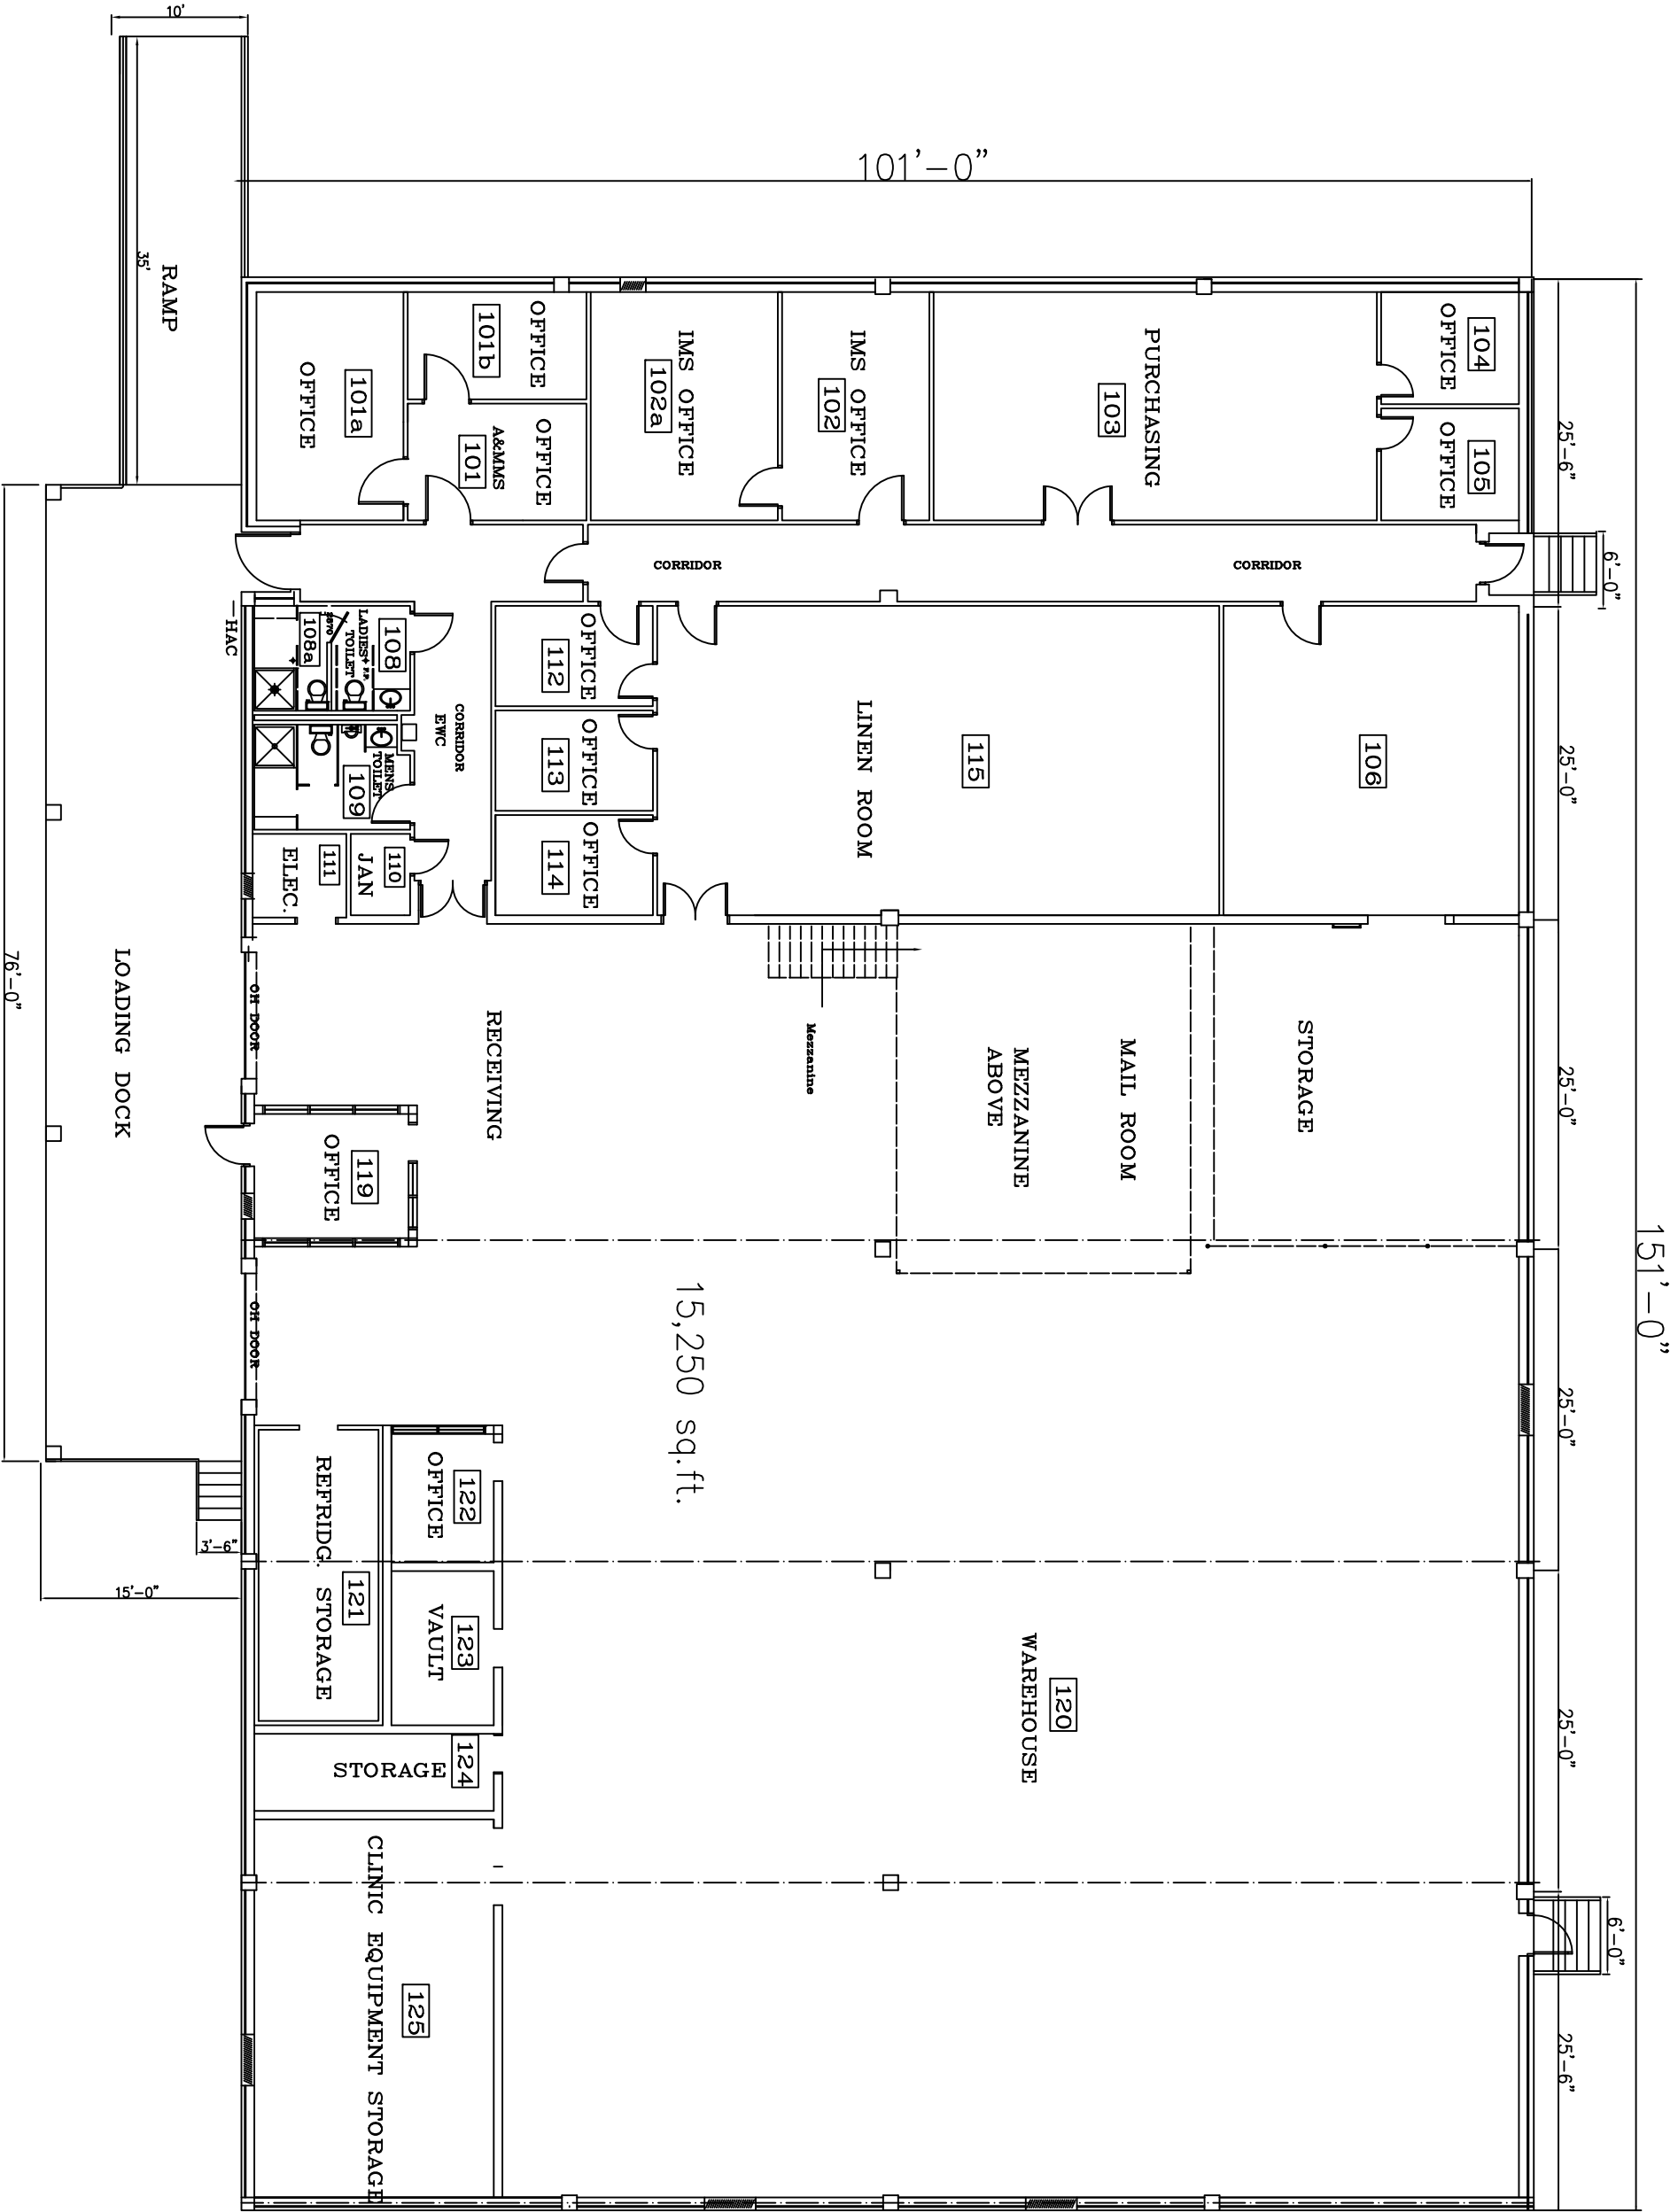 151'-0"
25'-6"
25'-0"
25'-0"
25'-0"
25'-0"
25'-6"
6'-0"
6'-0"
101'-0"
104
OFFICE
105
OFFICE
PURCHASING
103
IMS OFFICE
102
IMS OFFICE
102a
OFFICE
101b
OFFICE
A&MMS
101
101a
OFFICE
CORRIDOR
CORRIDOR
106
115
LINEN ROOM
OFFICE
112
OFFICE
113
OFFICE
114
CORRIDOR
EWC
108
LADIES
TOILET
F.P.
2870
108a
HAC
MENS
TOILET
109
110
JAN
111
ELEC.
STORAGE
MAIL ROOM
MEZZANINE
ABOVE
Mezzanine
RECEIVING
119
OFFICE
OH DOOR
OH DOOR
15,250 sq.ft.
120
WAREHOUSE
122
OFFICE
123
VAULT
121
REFRIDG. STORAGE
124
STORAGE
125
CLINIC EQUIPMENT STORAGE
RAMP
35'
10'
LOADING DOCK
76'-0"
3'-6"
15'-0"